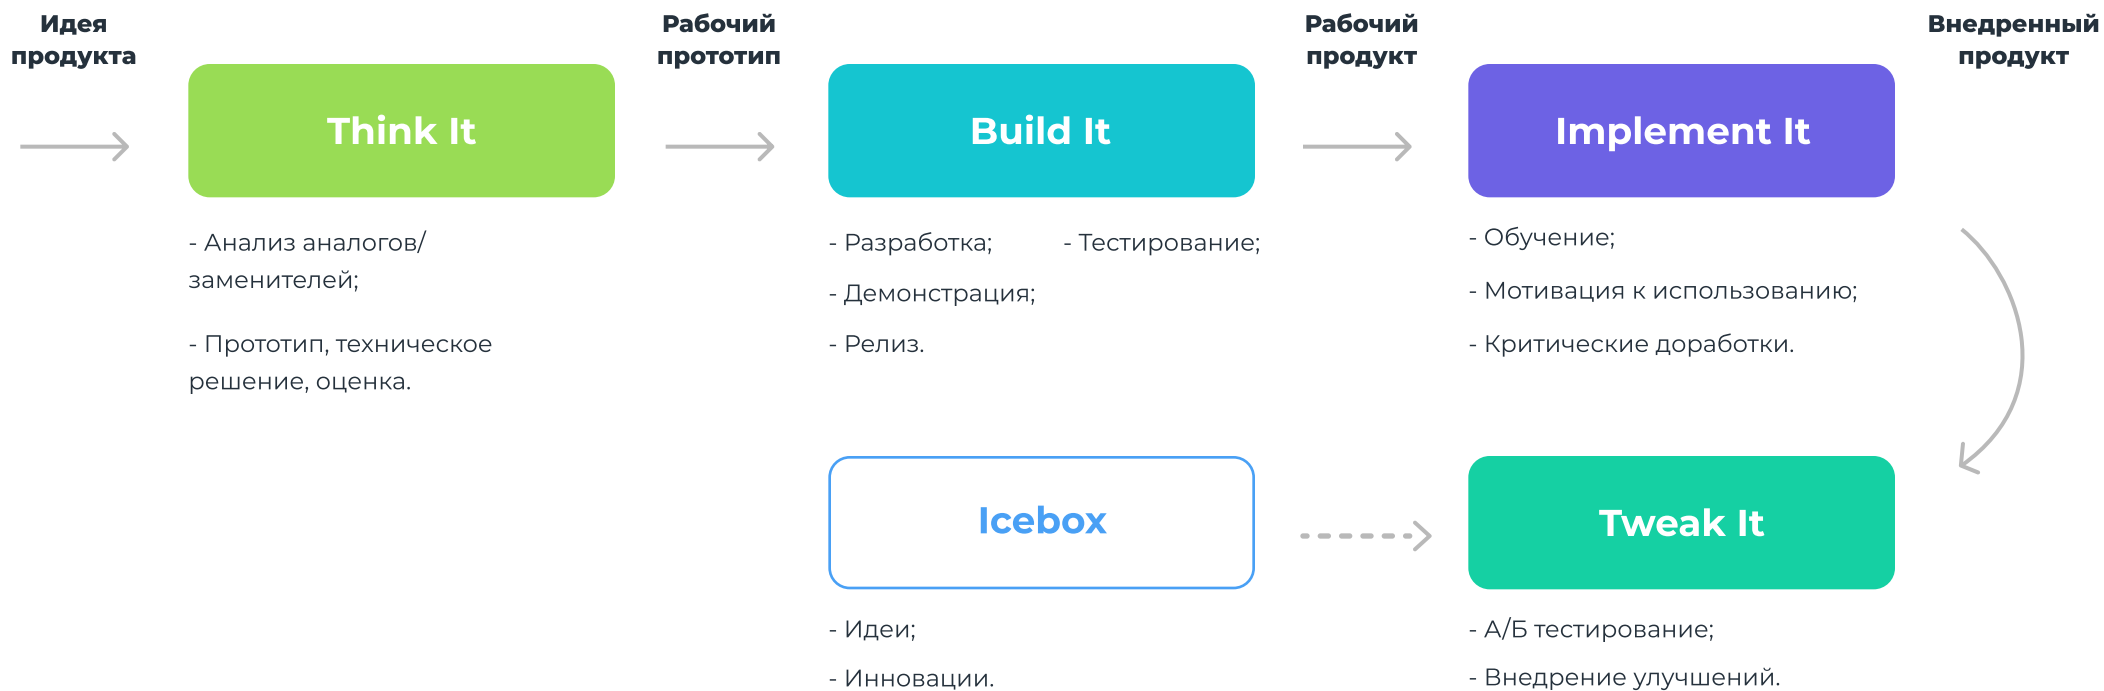 Идея
продукта
Рабочий
прототип
Рабочий
продукт
Внедренный
продукт
Think It
Build It
Implement It
- Анализ аналогов/
заменителей;
- Прототип, техническое
решение, оценка.
- Разработка;
- Тестирование;
- Демонстрация;
- Релиз.
- Обучение;
- Мотивация к использованию;
- Критические доработки.
Icebox
Tweak It
- Идеи;
- Инновации.
- А/Б тестирование;
- Внедрение улучшений.